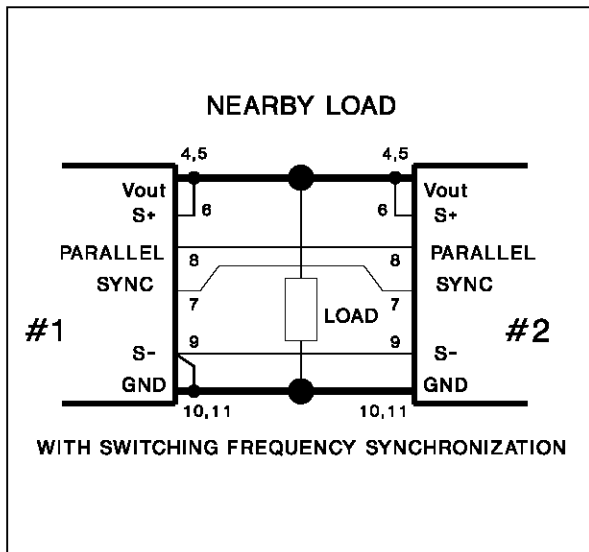 NEARBY LOAD
4,5 4,5
Vout Vout
S+ 6 6 S+
PARALLEL 8 8 PARALLEL
SYNC 7 7 SYNC
LOAD
#1 #2
S- 9 9 S-
GND GND
10,11 10,11
WITH SWITCHING FREQUENCY SYNCHRONIZATION